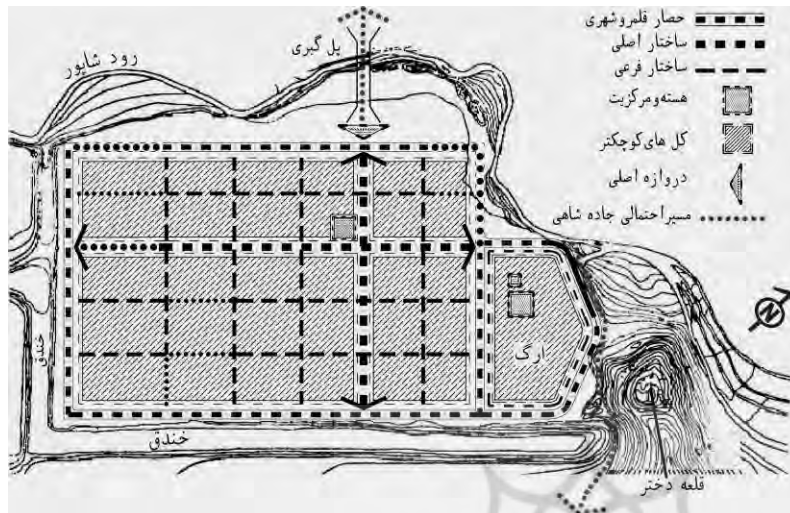 حصار قلمروشهری
ساختار اصلی
ساختار فرعی
هسته‌ومرکزیت
کل های‌کوچکتر
دروازه اصلی
مسیراحتمالی جاده شاهی
پل گبری
رود شاپور
ارگ
خندق
خندق
قلعه دختر
N